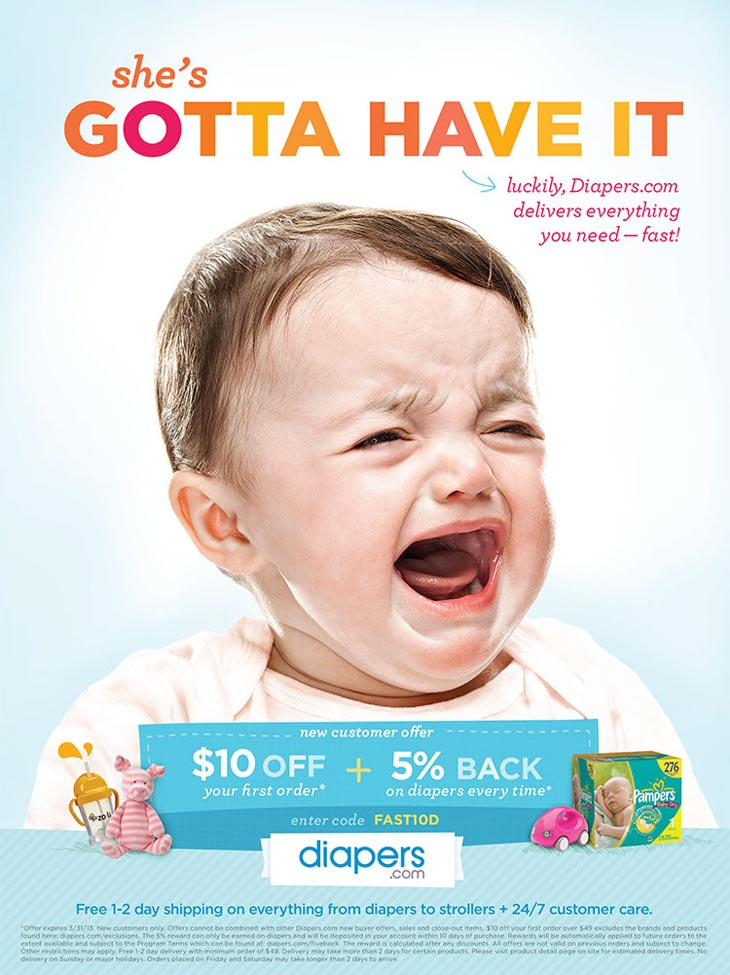 she's
GOTTA HAVE IT
luckily, Diapers.com
delivers everything
you need — fast!
new customer offer
$10 OFF + 5% BACK
your first order* on diapers every time*
enter code FAST10D
zoli
276
Pampers
Baby Dry
1
diapers
.com
Free 1-2 day shipping on everything from diapers to strollers + 24/7 customer care.
*Offer expires 3/31/13. New customers only. Offers cannot be combined with other Diapers.com new buyer offers, sales and close-out items. $10 off your first order over $49 excludes the brands and products
found here: diapers.com/exclusions. The 5% reward can only be earned on diapers and will be deposited in your account within 10 days of purchase. Rewards will be automatically applied to future orders to the
extent available and subject to the Program Terms which can be found at: diapers.com/fiveback. The reward is calculated after any discounts. All offers are not valid on previous orders and subject to change.
Other restrictions may apply. Free 1-2 day delivery with minimum order of $49. Delivery may take more than 2 days for certain products. Please visit product detail page on site for estimated delivery times. No
delivery on Sunday or major holidays. Orders placed on Friday and Saturday may take longer than 2 days to arrive.